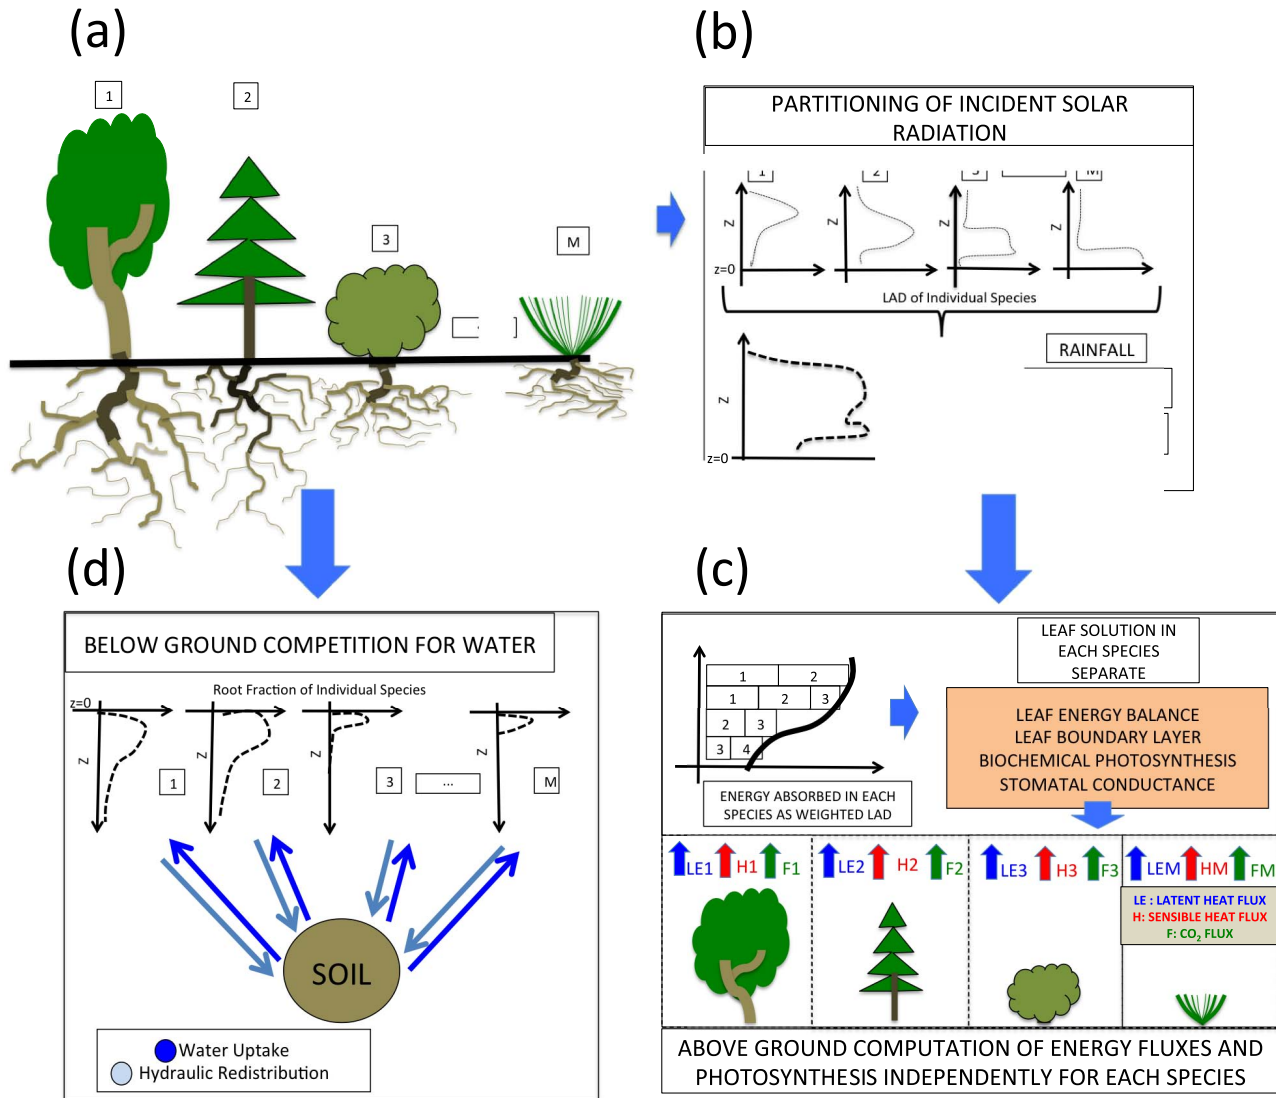 (a)
1
2
3
M
(b)
PARTITIONING OF INCIDENT SOLAR
RADIATION
1
2
3
M
Z
Z
Z
Z
z=0
LAD of Individual Species
RAINFALL
Z
z=0
(d)
BELOW GROUND COMPETITION FOR WATER
Root Fraction of Individual Species
z=0
Z
Z
Z
Z
1
2
3
...
M
SOIL
Water Uptake
Hydraulic Redistribution
(c)
LEAF SOLUTION IN
EACH SPECIES
SEPARATE
1 2
1 2 3
2 3
3 4
ENERGY ABSORBED IN EACH
SPECIES AS WEIGHTED LAD
LEAF ENERGY BALANCE
LEAF BOUNDARY LAYER
BIOCHEMICAL PHOTOSYNTHESIS
STOMATAL CONDUCTANCE
LE1 H1 F1
LE2 H2 F2
LE3 H3 F3
LEM HM FM
LE : LATENT HEAT FLUX
H: SENSIBLE HEAT FLUX
F: CO₂ FLUX
ABOVE GROUND COMPUTATION OF ENERGY FLUXES AND
PHOTOSYNTHESIS INDEPENDENTLY FOR EACH SPECIES